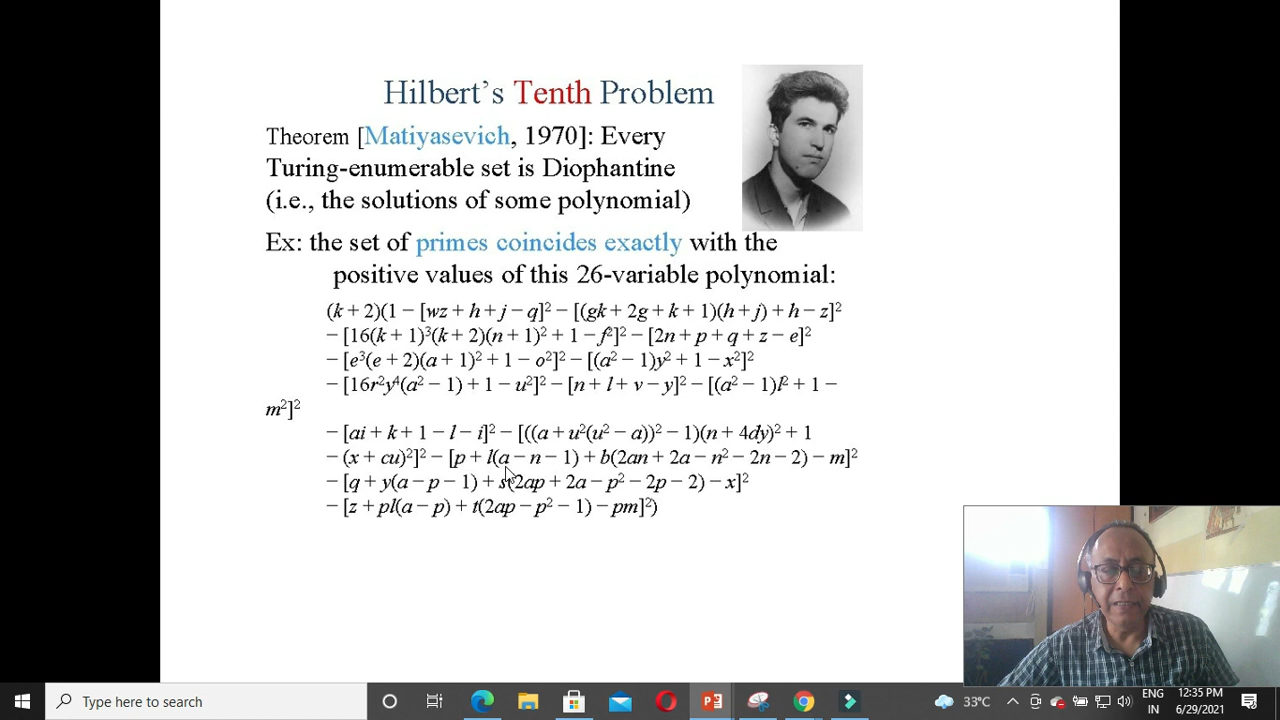 Hilbert's Tenth Problem
Theorem [Matiyasevich, 1970]: Every
Turing-enumerable set is Diophantine
(i.e., the solutions of some polynomial)
Ex: the set of primes coincides exactly with the
positive values of this 26-variable polynomial:
(k + 2)(1 − [wz + h + j − q]² − [(gk + 2g + k + 1)(h + j) + h − z]²
− [16(k + 1)³(k + 2)(n + 1)² + 1 − f²]² − [2n + p + q + z − e]²
− [e³(e + 2)(a + 1)² + 1 − o²]² − [(a² − 1)y² + 1 − x²]²
− [16r²y⁴(a² − 1) + 1 − u²]² − [n + l + v − y]² − [(a² − 1)l² + 1 −
m²]²
− [ai + k + 1 − l − i]² − [((a + u²(u² − a))² − 1)(n + 4dy)² + 1
− (x + cu)²]² − [p + l(a − n − 1) + b(2an + 2a − n² − 2n − 2) − m]²
− [q + y(a − p − 1) + s(2ap + 2a − p² − 2p − 2) − x]²
− [z + pl(a − p) + t(2ap − p² − 1) − pm]²)
Type here to search
33°C
ENG
IN
12:35 PM
6/29/2021